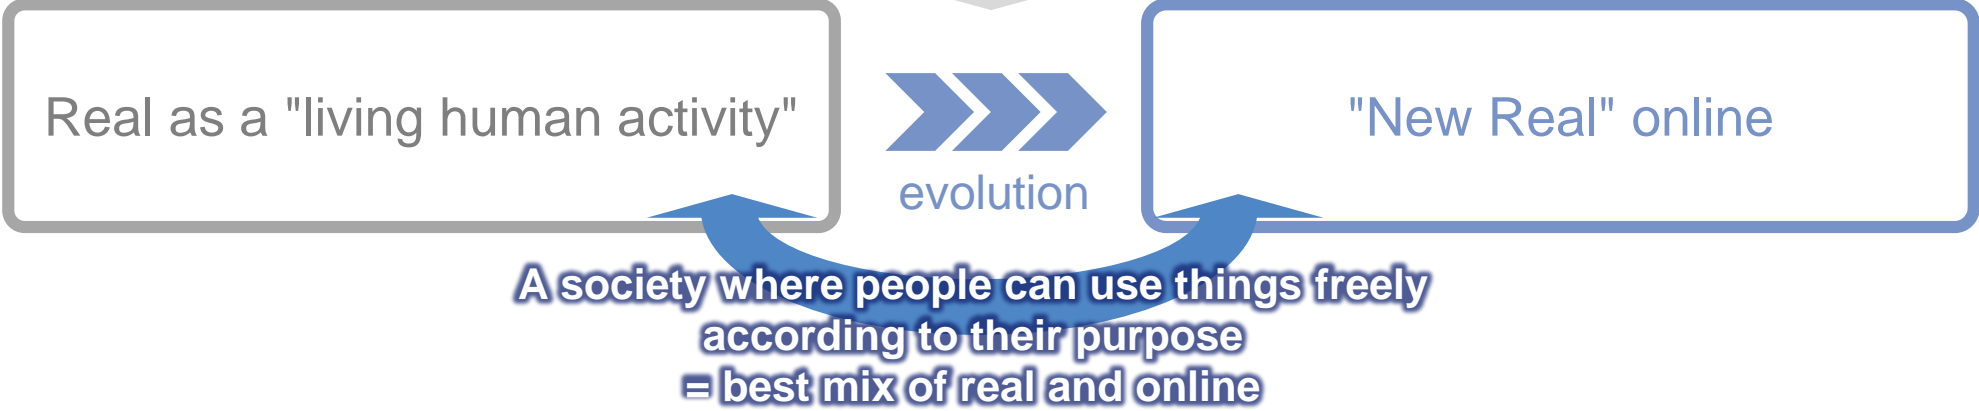 Real as a "living human activity"
evolution
"New Real" online
A society where people can use things freely
according to their purpose
= best mix of real and online